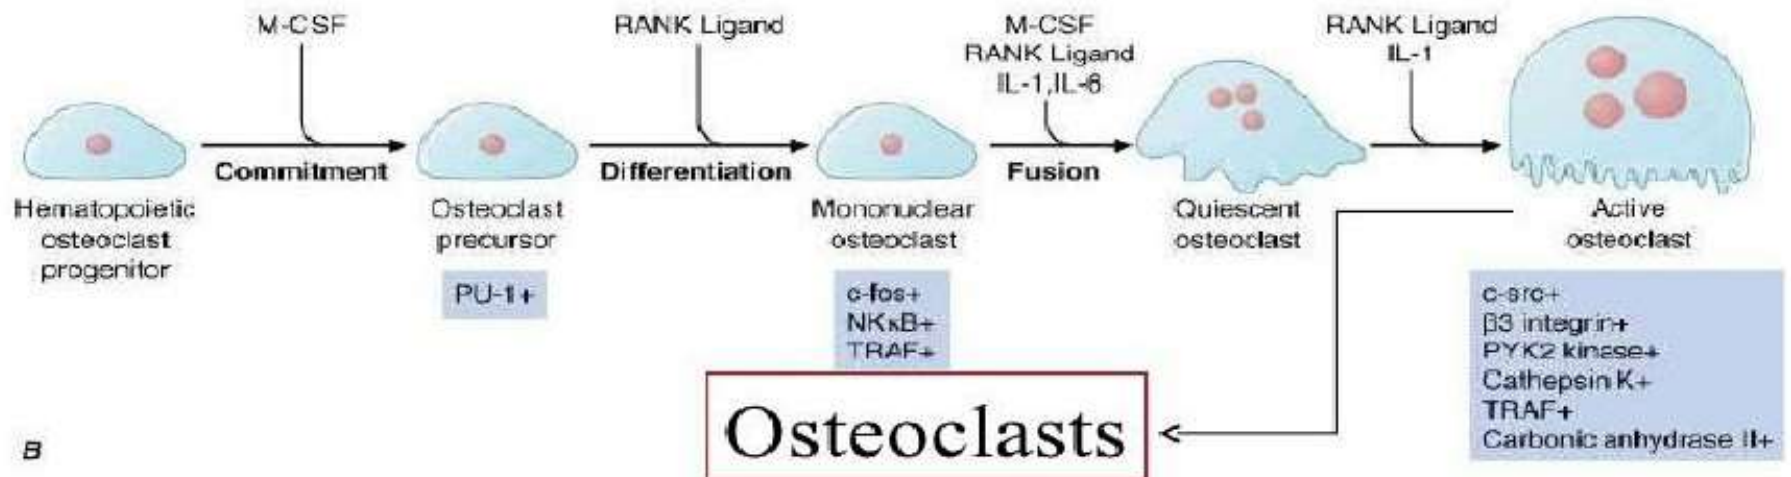 M-CSF
RANK Ligand
M-CSF
RANK Ligand
IL-1,IL-6
RANK Ligand
IL-1
Commitment
Differentiation
Fusion
Hematopoietic
osteoclast
progenitor
Osteoclast
precursor
Mononuclear
osteoclast
Quiescent
osteoclast
Active
osteoclast
PU-1+
c-fos+
NKκB+
TRAF+
c-src+
β3 integrin+
PYK2 kinase+
Cathepsin K+
TRAF+
Carbonic anhydrase II+
Osteoclasts
B